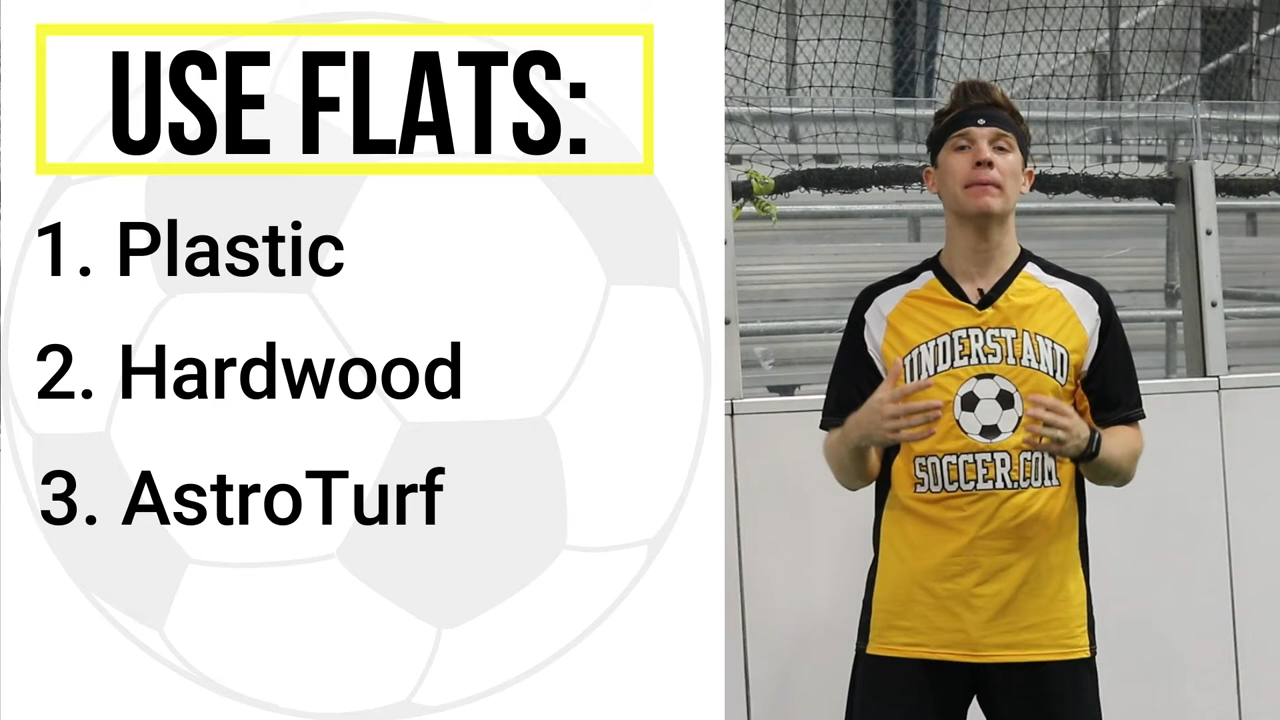 USE FLATS:
1. Plastic
2. Hardwood
3. AstroTurf
UNDERSTAND
SOCCER.COM